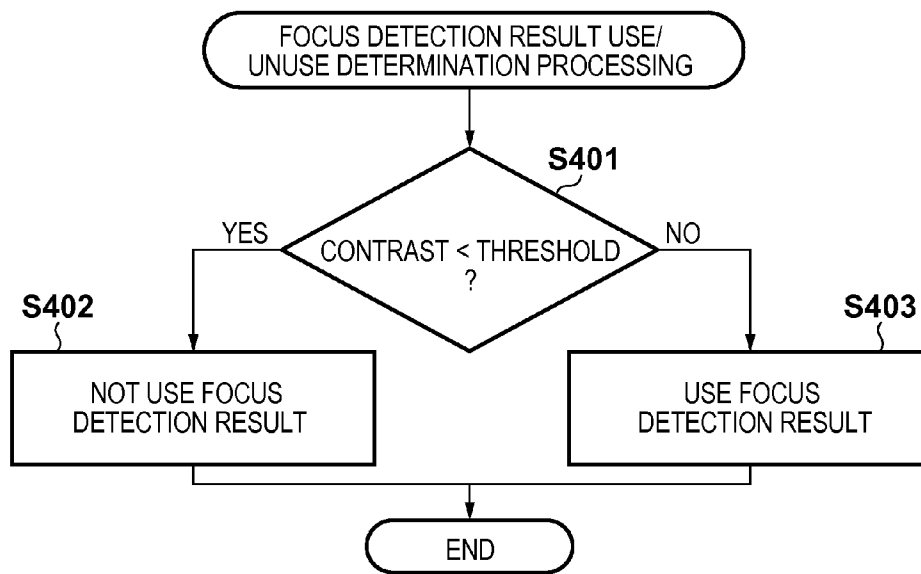 FOCUS DETECTION RESULT USE/
UNUSE DETERMINATION PROCESSING
S401
YES
CONTRAST < THRESHOLD
?
NO
S402
NOT USE FOCUS
DETECTION RESULT
S403
USE FOCUS
DETECTION RESULT
END